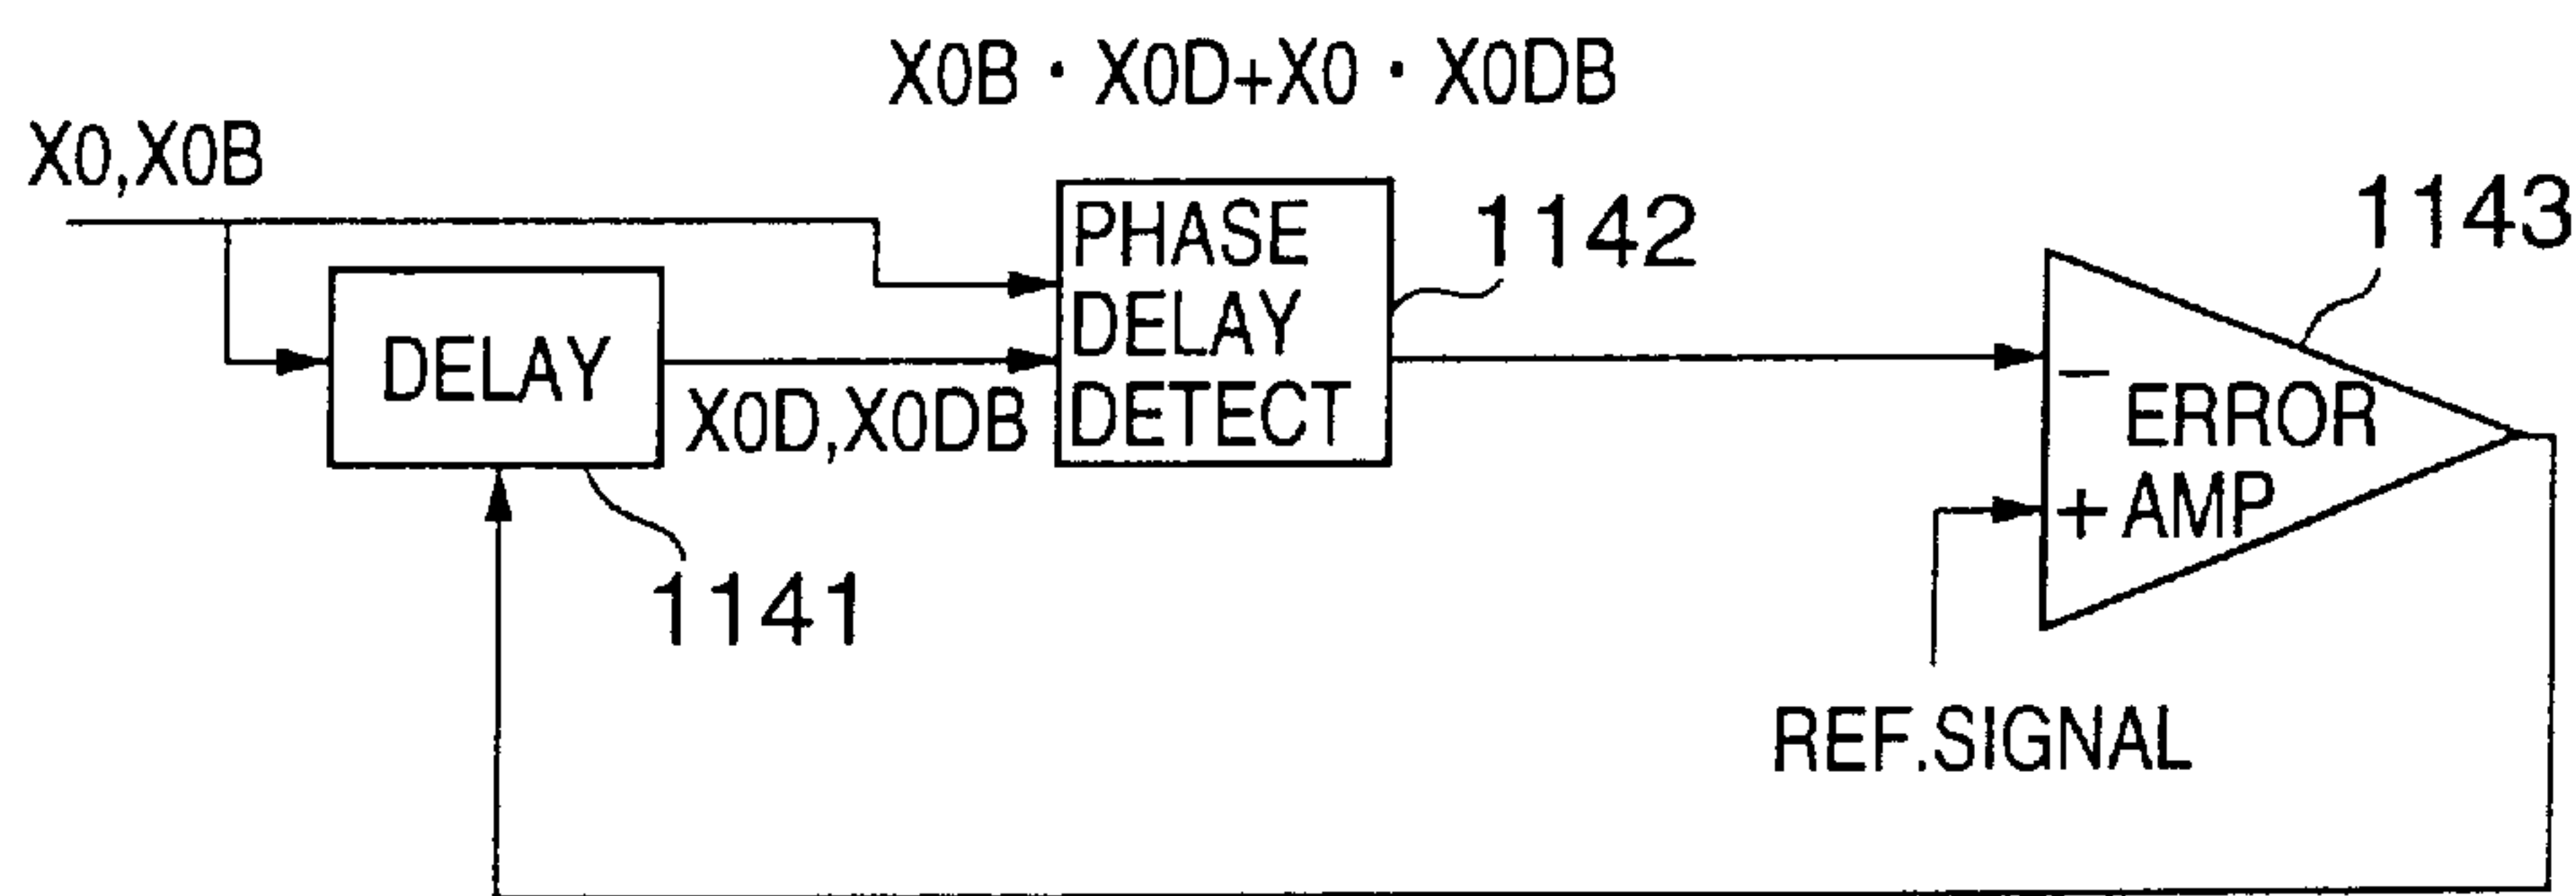 X0B · X0D+X0 · X0DB
X0,X0B
PHASE
DELAY
DETECT
1142
1143
DELAY
X0D,X0DB
1141
−
ERROR
+ AMP
REF.SIGNAL